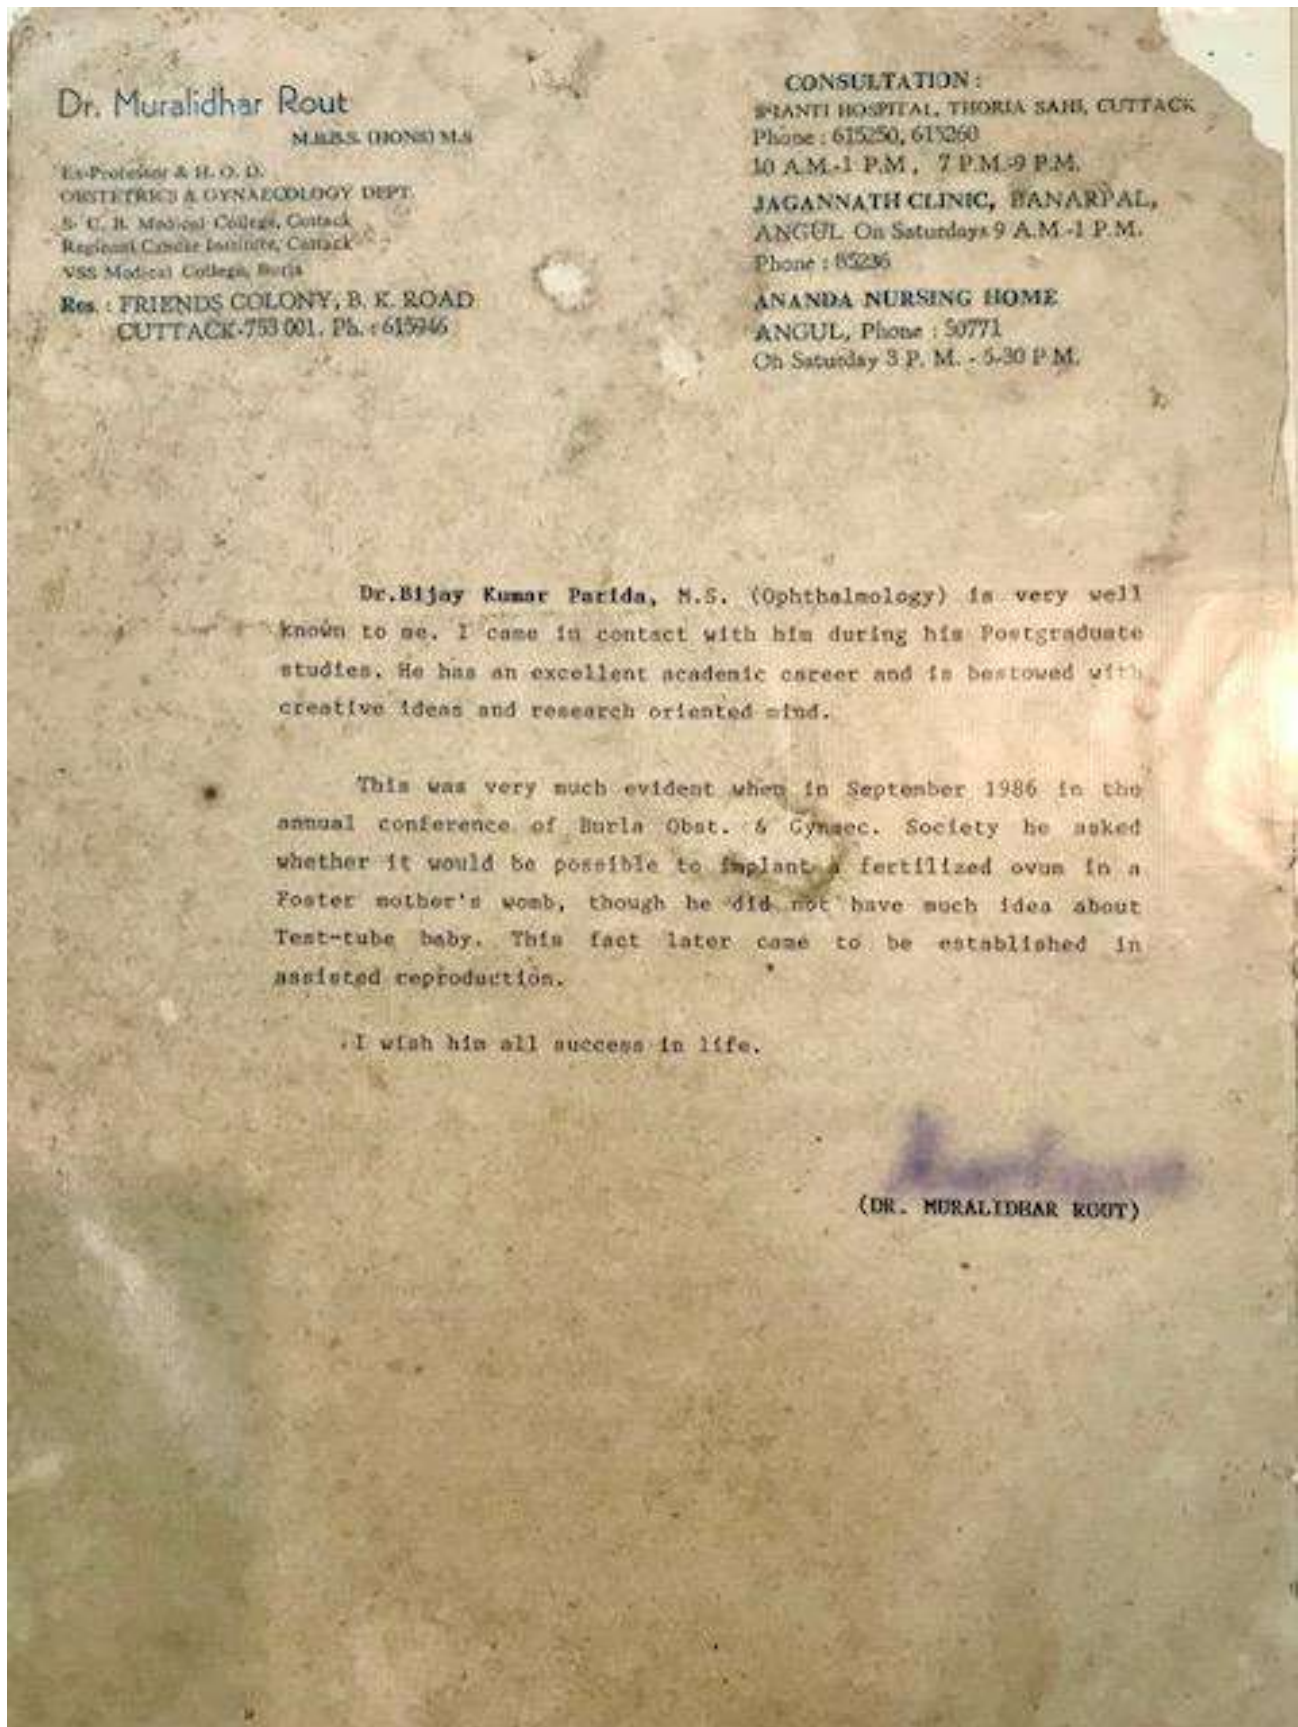 Dr. Muralidhar Rout
M.B.B.S. (HONS) M.S
Ex-Professor & H. O. D.
OBSTETRICS & GYNAECOLOGY DEPT.
S. C. B. Medical College, Cuttack
Regional Cancer Institute, Cuttack
VSS Medical College, Burla
Res. : FRIENDS COLONY, B. K. ROAD
CUTTACK-753 001. Ph. : 615946
CONSULTATION :
SHANTI HOSPITAL, THORIA SAHI, CUTTACK
Phone : 615250, 615260
10 A.M.-1 P.M , 7 P.M.-9 P.M.
JAGANNATH CLINIC, BANARPAL,
ANGUL On Saturdays 9 A.M.-1 P.M.
Phone : 85236
ANANDA NURSING HOME
ANGUL, Phone : 50771
On Saturday 3 P. M. - 5-30 P.M.
Dr.Bijay Kumar Parida, M.S. (Ophthalmology) is very well
known to me. I came in contact with him during his Postgraduate
studies. He has an excellent academic career and is bestowed with
creative ideas and research oriented mind.
This was very much evident when in September 1986 in the
annual conference of Burla Obst. & Gynaec. Society he asked
whether it would be possible to implant a fertilized ovum in a
Foster mother's womb, though he did not have much idea about
Test-tube baby. This fact later came to be established in
assisted reproduction.
I wish him all success in life.
(DR. MURALIDHAR ROUT)